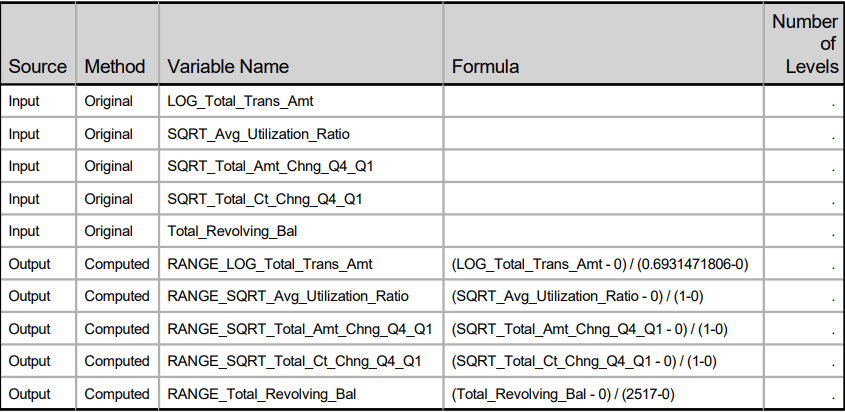 Source Method Variable Name Formula Number of Levels
Input Original LOG_Total_Trans_Amt .
Input Original SQRT_Avg_Utilization_Ratio .
Input Original SQRT_Total_Amt_Chng_Q4_Q1 .
Input Original SQRT_Total_Ct_Chng_Q4_Q1 .
Input Original Total_Revolving_Bal .
Output Computed RANGE_LOG_Total_Trans_Amt (LOG_Total_Trans_Amt - 0) / (0.6931471806-0) .
Output Computed RANGE_SQRT_Avg_Utilization_Ratio (SQRT_Avg_Utilization_Ratio - 0) / (1-0) .
Output Computed RANGE_SQRT_Total_Amt_Chng_Q4_Q1 (SQRT_Total_Amt_Chng_Q4_Q1 - 0) / (1-0) .
Output Computed RANGE_SQRT_Total_Ct_Chng_Q4_Q1 (SQRT_Total_Ct_Chng_Q4_Q1 - 0) / (1-0) .
Output Computed RANGE_Total_Revolving_Bal (Total_Revolving_Bal - 0) / (2517-0) .